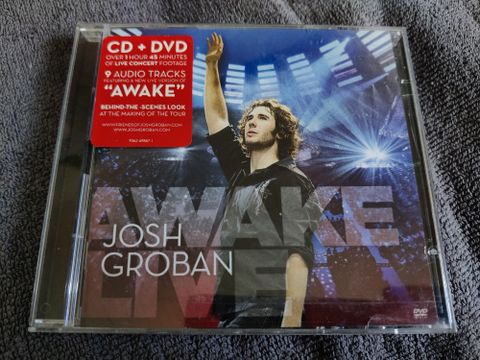 CD + DVD
OVER 1 HOUR 45 MINUTES
OF LIVE CONCERT FOOTAGE
9 AUDIO TRACKS
FEATURING A NEW LIVE VERSION OF
"AWAKE"
BEHIND-THE-SCENES LOOK
AT THE MAKING OF THE TOUR
WWW.FRIENDSOFJOSHGROBAN.COM
WWW.JOSHGROBAN.COM
AWAKE
JOSH
GROBAN
LIVE
DVD